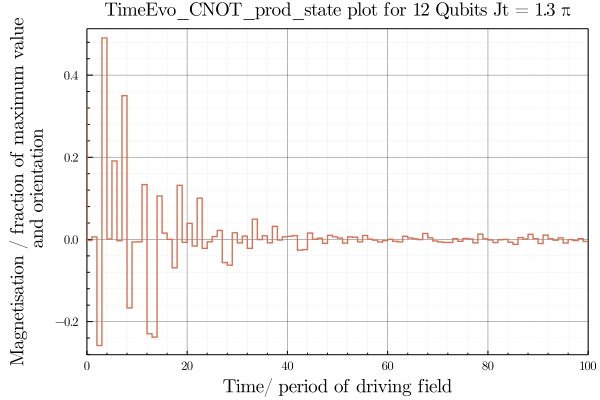 TimeEvo_CNOT_prod_state plot for 12 Qubits Jt = 1.3 π
Magnetisation / fraction of maximum value
and orientation
0.4
0.2
0.0
−0.2
0 20 40 60 80 100
Time/ period of driving field